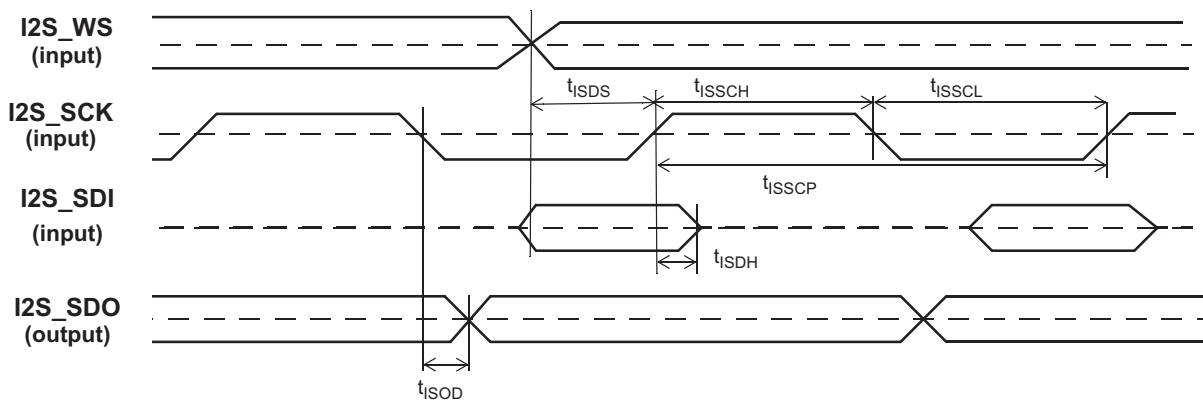 I2S_WS
(input)
tISDS
tISSCH
tISSCL
I2S_SCK
(input)
tISSCP
I2S_SDI
(input)
tISDH
I2S_SDO
(output)
tISOD